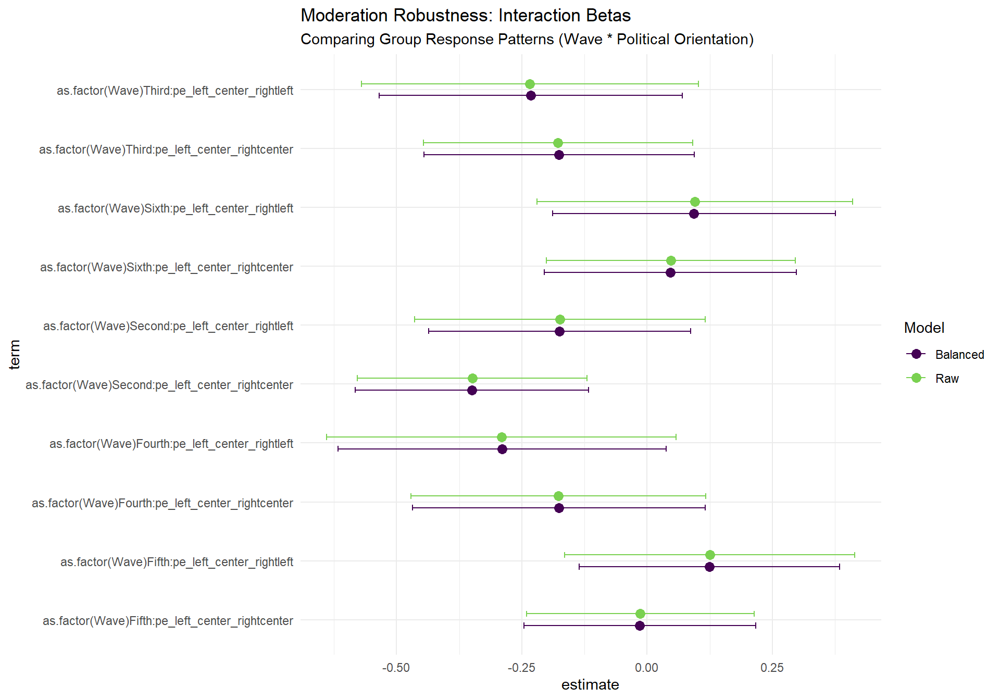 Moderation Robustness: Interaction Betas
Comparing Group Response Patterns (Wave * Political Orientation)
as.factor(Wave)Third:pe_left_center_rightleft
as.factor(Wave)Third:pe_left_center_rightcenter
as.factor(Wave)Sixth:pe_left_center_rightleft
as.factor(Wave)Sixth:pe_left_center_rightcenter
as.factor(Wave)Second:pe_left_center_rightleft
as.factor(Wave)Second:pe_left_center_rightcenter
as.factor(Wave)Fourth:pe_left_center_rightleft
as.factor(Wave)Fourth:pe_left_center_rightcenter
as.factor(Wave)Fifth:pe_left_center_rightleft
as.factor(Wave)Fifth:pe_left_center_rightcenter
term
-0.50
-0.25
0.00
0.25
estimate
Model
Balanced
Raw